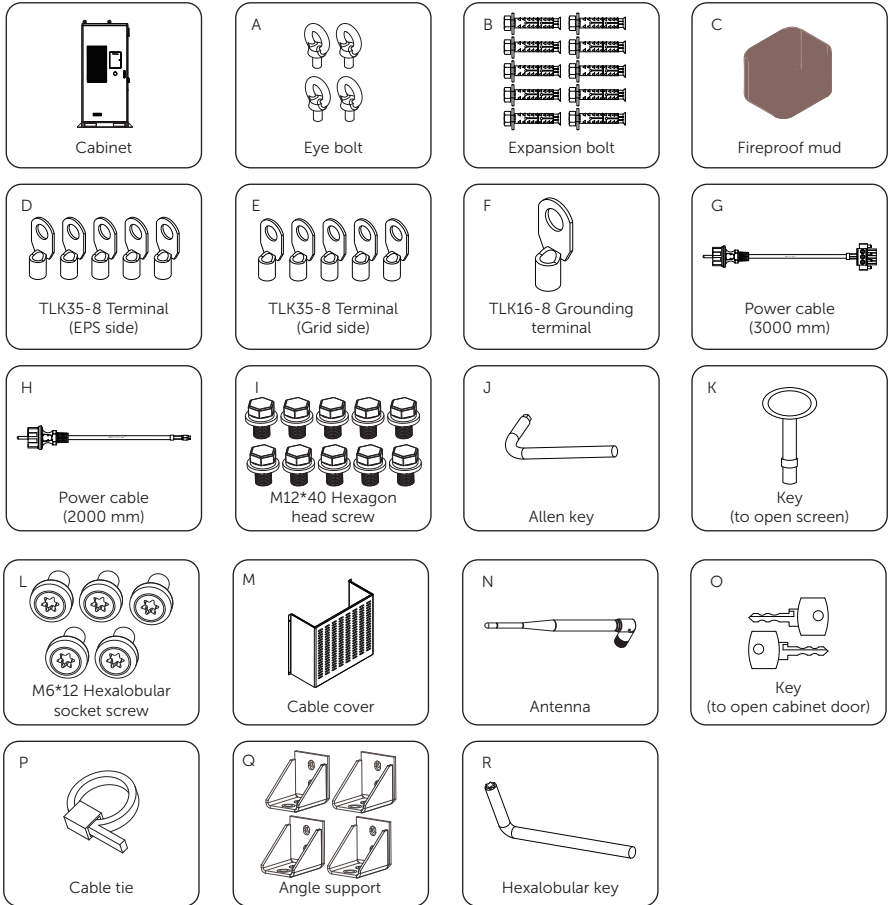 Cabinet
A
Eye bolt
B
Expansion bolt
C
Fireproof mud
D
TLK35-8 Terminal
(EPS side)
E
TLK35-8 Terminal
(Grid side)
F
TLK16-8 Grounding
terminal
G
Power cable
(3000 mm)
H
Power cable
(2000 mm)
I
M12*40 Hexagon
head screw
J
Allen key
K
Key
(to open screen)
L
M6*12 Hexalobular
socket screw
M
Cable cover
N
Antenna
O
Key
(to open cabinet door)
P
Cable tie
Q
Angle support
R
Hexalobular key